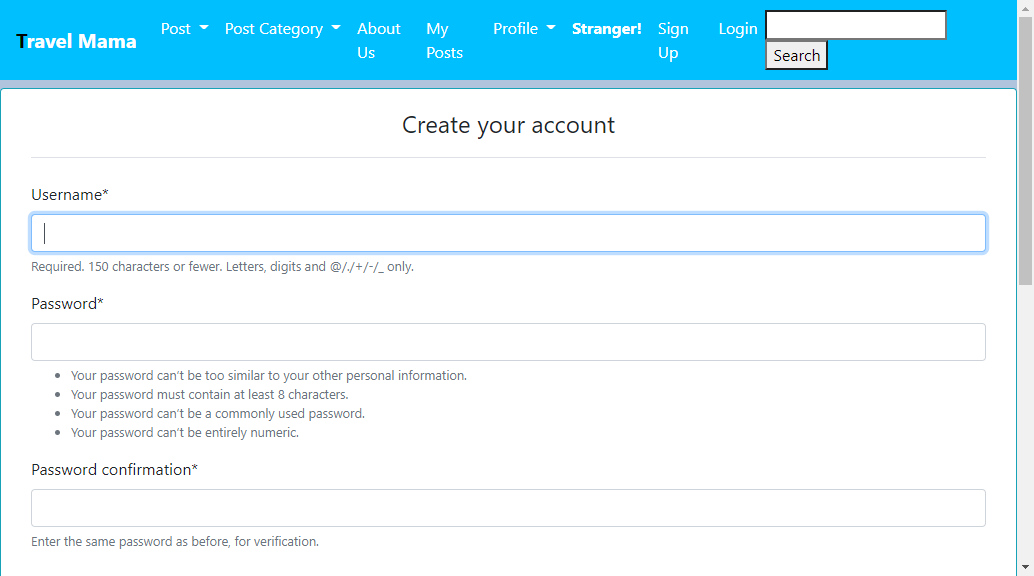 Travel Mama
Post
Post Category
About
Us
My
Posts
Profile
Stranger!
Sign
Up
Login
Search
Create your account
Username*
Required. 150 characters or fewer. Letters, digits and @/./+/-/_ only.
Password*
Your password can't be too similar to your other personal information.
Your password must contain at least 8 characters.
Your password can't be a commonly used password.
Your password can't be entirely numeric.
Password confirmation*
Enter the same password as before, for verification.